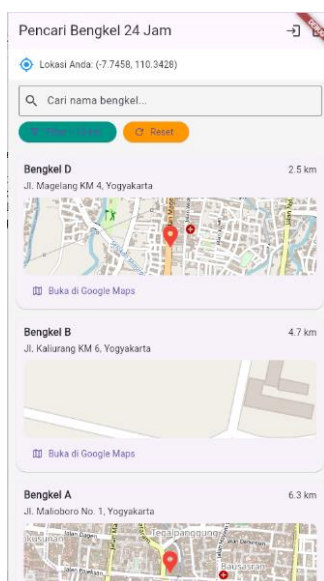 Pencari Bengkel 24 Jam
Lokasi Anda: (-7.7458, 110.3428)
Cari nama bengkel...
Reset
Bengkel D
2.5 km
Jl. Magelang KM 4, Yogyakarta
Buka di Google Maps
Bengkel B
4.7 km
Jl. Kaliurang KM 6, Yogyakarta
Buka di Google Maps
Bengkel A
6.3 km
Jl. Malioboro No. 1, Yogyakarta
Tegalpanggung
Bausasran